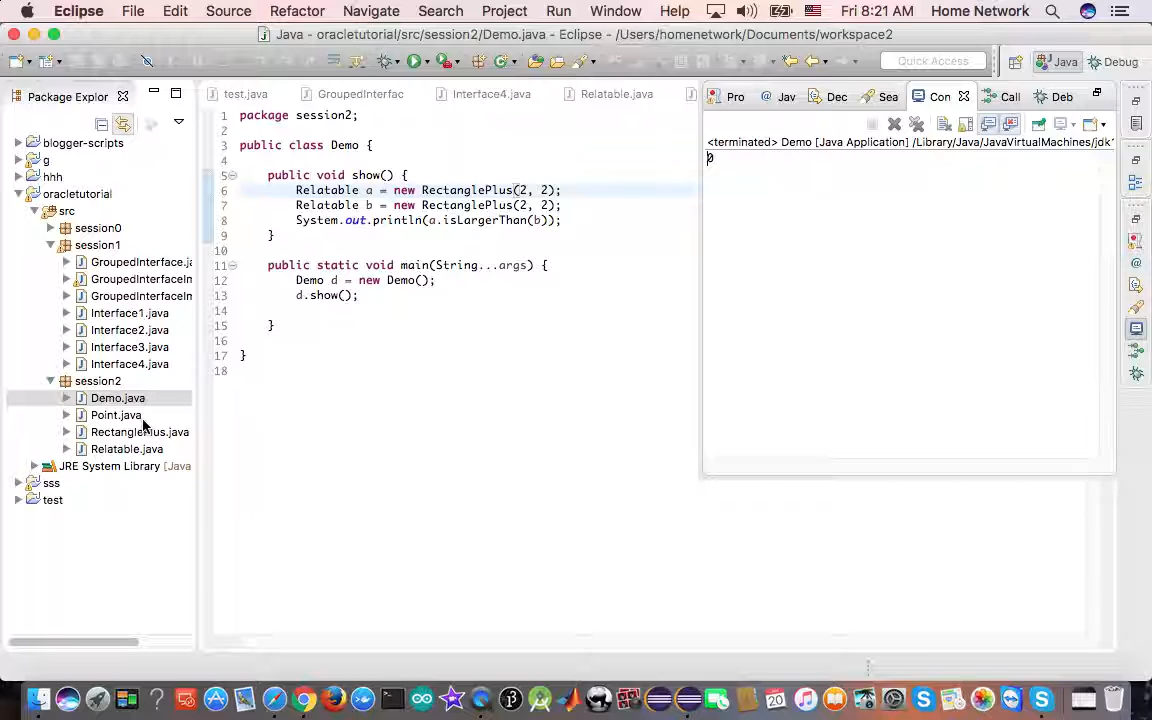 Eclipse File Edit Source Refactor Navigate Search Project Run Window Help Fri 8:21 AM Home Network
Java - oracletutorial/src/session2/Demo.java - Eclipse - /Users/homenetwork/Documents/workspace2
Quick Access Java Debug
Package Explor
test.java GroupedInterfac Interface4.java Relatable.java
Pro Jav Dec Sea Con Call Deb
blogger-scripts
g
hhh
oracletutorial
src
session0
session1
GroupedInterface.ja
GroupedInterfaceIn
GroupedInterfaceIm
Interface1.java
Interface2.java
Interface3.java
Interface4.java
session2
Demo.java
Point.java
RectanglePlus.java
Relatable.java
JRE System Library [Java
sss
test
1 package session2;
2
3 public class Demo {
4
5 public void show() {
6 Relatable a = new RectanglePlus(2, 2);
7 Relatable b = new RectanglePlus(2, 2);
8 System.out.println(a.isLargerThan(b));
9 }
10
11 public static void main(String...args) {
12 Demo d = new Demo();
13 d.show();
14
15 }
16
17 }
18
<terminated> Demo [Java Application] /Library/Java/JavaVirtualMachines/jdk1
0
20